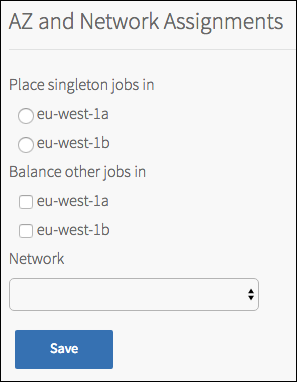 AZ and Network Assignments
Place singleton jobs in
eu-west-1a
eu-west-1b
Balance other jobs in
eu-west-1a
eu-west-1b
Network
Save